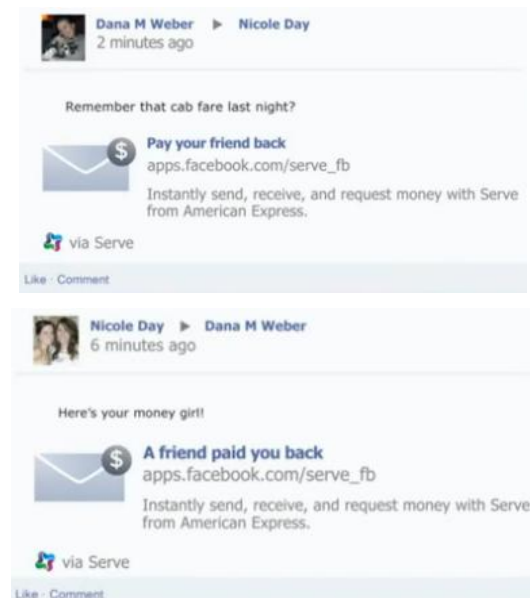 Dana M Weber ▶ Nicole Day
2 minutes ago
Remember that cab fare last night?
$
Pay your friend back
apps.facebook.com/serve_fb
Instantly send, receive, and request money with Serve
from American Express.
via Serve
Like · Comment
Nicole Day ▶ Dana M Weber
6 minutes ago
Here's your money girl!
$
A friend paid you back
apps.facebook.com/serve_fb
Instantly send, receive, and request money with Serve
from American Express.
via Serve
Like · Comment